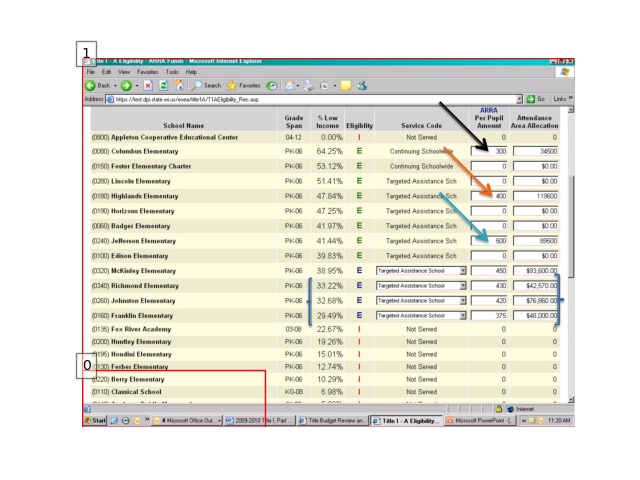 1
Title I - A Eligibility - ARRA Funds - Microsoft Internet Explorer
File Edit View Favorites Tools Help
Back Search Favorites
Address https://test.dpi.state.wi.us/esea/title1A/T1AEligibility_Rec.asp Go Links »
School Name Grade Span % Low Income Eligiblity Service Code ARRA Per Pupil Amount Attendance Area Allocation
(0800) Appleton Cooperative Educational Center 04-12 0.00% I Not Served 0 0
(0080) Columbus Elementary PK-06 64.25% E Continuing Schoolwide 300 34500
(0150) Foster Elementary Charter PK-06 53.12% E Continuing Schoolwide 0 $0.00
(0280) Lincoln Elementary PK-06 51.41% E Targeted Assistance Sch 0 $0.00
(0180) Highlands Elementary PK-06 47.84% E Targeted Assistance Sch 400 119600
(0190) Horizons Elementary PK-06 47.25% E Targeted Assistance Sch 0 $0.00
(0060) Badger Elementary PK-06 41.97% E Targeted Assistance Sch 0 $0.00
(0240) Jefferson Elementary PK-06 41.44% E Targeted Assistance Sch 500 89500
(0100) Edison Elementary PK-06 39.83% E Targeted Assistance Sch 0 $0.00
(0320) McKinley Elementary PK-06 38.95% E Targeted Assistance School 450 $93,600.00
(0340) Richmond Elementary PK-06 33.22% E Targeted Assistance School 430 $42,570.00
(0260) Johnston Elementary PK-06 32.68% E Targeted Assistance School 420 $76,860.00
(0160) Franklin Elementary PK-06 29.49% E Targeted Assistance School 375 $48,000.00
(0135) Fox River Academy 03-08 22.67% I Not Served 0 0
(0200) Huntley Elementary PK-06 19.26% I Not Served 0 0
(0195) Houdini Elementary PK-06 15.01% I Not Served 0 0
0
(0130) Ferber Elementary PK-06 12.74% I Not Served 0 0
(0220) Berry Elementary PK-06 10.29% I Not Served 0 0
(0110) Classical School KG-08 6.98% I Not Served 0 0
Internet
Start » 4 Microsoft Office Out... 2009-2010 Title I, Part ... Title Budget Review an... Title I - A Eligibility... Microsoft PowerPoint - [... « 11:20 AM